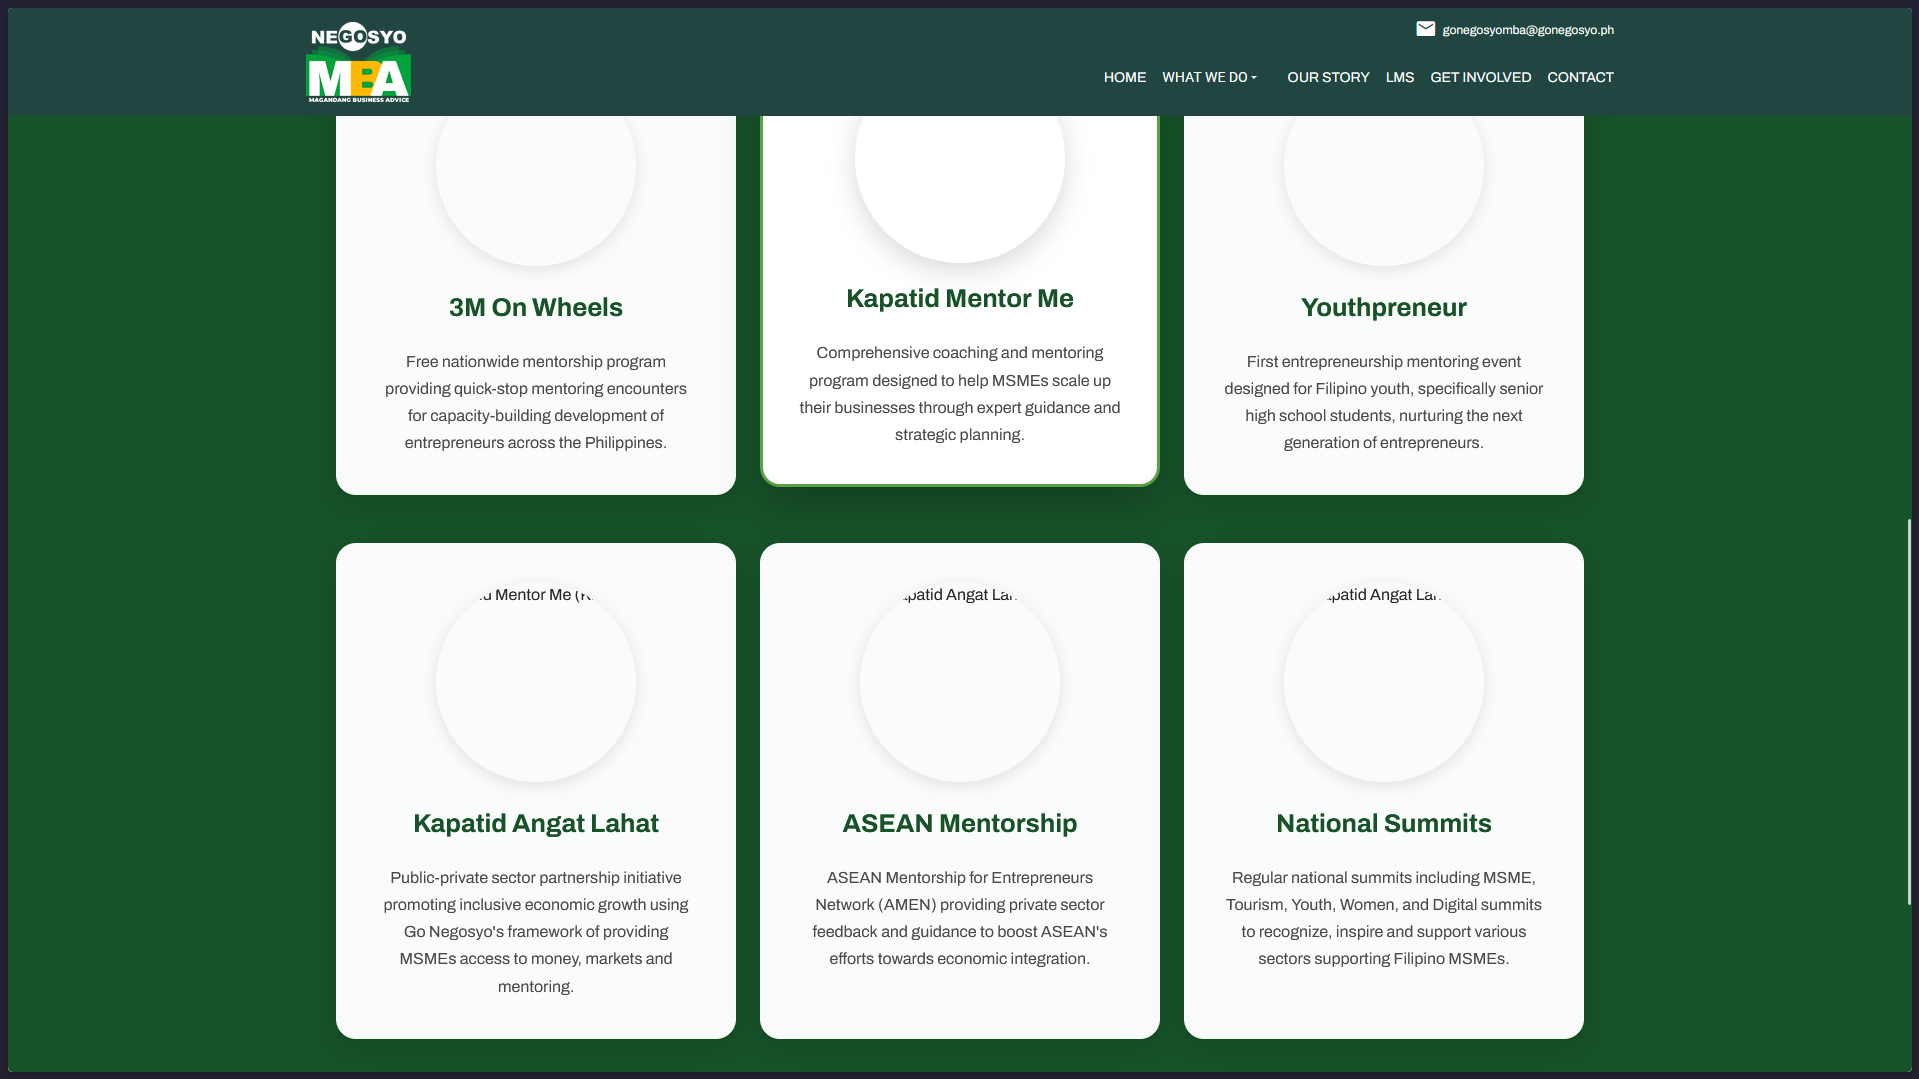 NEGOSYO
MBA
MAGANDANG BUSINESS ADVICE
gonegosyomba@gonegosyo.ph
HOME WHAT WE DO OUR STORY LMS GET INVOLVED CONTACT
3M On Wheels
Free nationwide mentorship program
providing quick-stop mentoring encounters
for capacity-building development of
entrepreneurs across the Philippines.
Kapatid Mentor Me
Comprehensive coaching and mentoring
program designed to help MSMEs scale up
their businesses through expert guidance and
strategic planning.
Youthpreneur
First entrepreneurship mentoring event
designed for Filipino youth, specifically senior
high school students, nurturing the next
generation of entrepreneurs.
Mentor Me
Kapatid Angat Lahat
Public-private sector partnership initiative
promoting inclusive economic growth using
Go Negosyo's framework of providing
MSMEs access to money, markets and
mentoring.
Angat
ASEAN Mentorship
ASEAN Mentorship for Entrepreneurs
Network (AMEN) providing private sector
feedback and guidance to boost ASEAN's
efforts towards economic integration.
Angat
National Summits
Regular national summits including MSME,
Tourism, Youth, Women, and Digital summits
to recognize, inspire and support various
sectors supporting Filipino MSMEs.